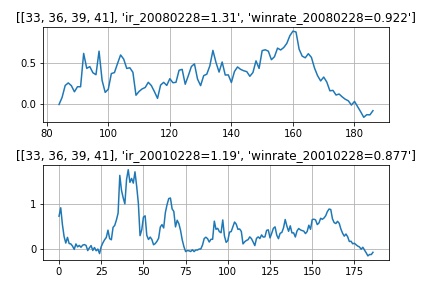 [[33, 36, 39, 41], 'ir_20080228=1.31', 'winrate_20080228=0.922']
0.5
0.0
80 100 120 140 160 180
[[33, 36, 39, 41], 'ir_20010228=1.19', 'winrate_20010228=0.877']
1
0
0 25 50 75 100 125 150 175